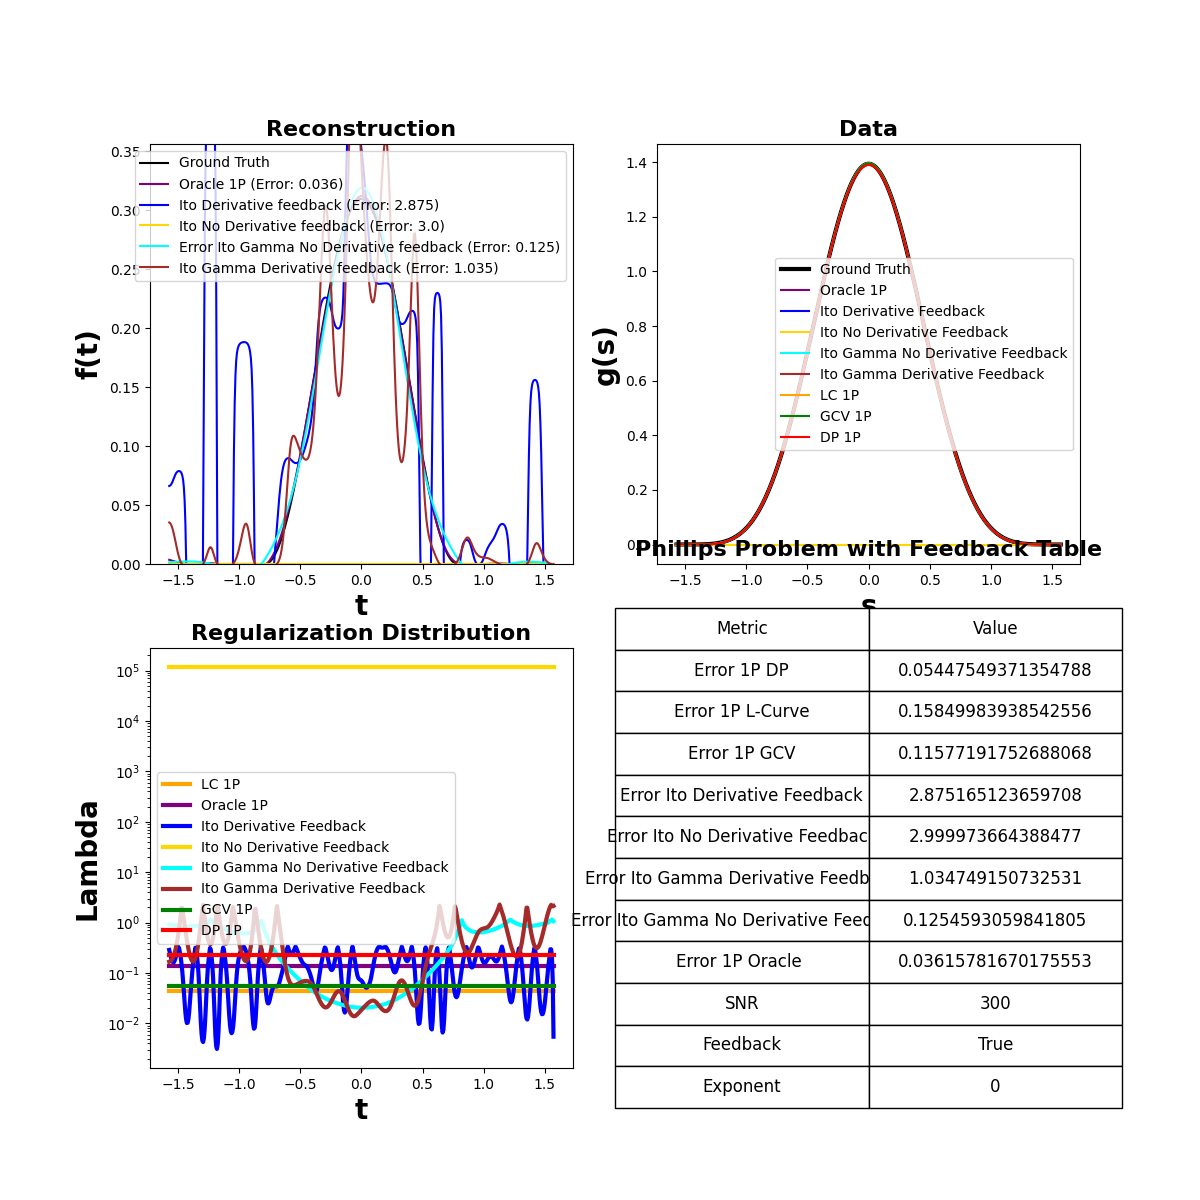 Reconstruction
0.35
0.30
0.25
0.20
0.15
0.10
0.05
0.00
f(t)
Ground Truth
Oracle 1P (Error: 0.036)
Ito Derivative feedback (Error: 2.875)
Ito No Derivative feedback (Error: 3.0)
Error Ito Gamma No Derivative feedback (Error: 0.125)
Ito Gamma Derivative feedback (Error: 1.035)
−1.5 −1.0 −0.5 0.0 0.5 1.0 1.5
t
Data
1.4
1.2
1.0
0.8
0.6
0.4
0.2
g(s)
Ground Truth
Oracle 1P
Ito Derivative Feedback
Ito No Derivative Feedback
Ito Gamma No Derivative Feedback
Ito Gamma Derivative Feedback
LC 1P
GCV 1P
DP 1P
−1.5 −1.0 −0.5 0.0 0.5 1.0 1.5
s
Regularization Distribution
10^5
10^4
10^3
10^2
10^1
10^0
10^−1
10^−2
Lambda
LC 1P
Oracle 1P
Ito Derivative Feedback
Ito No Derivative Feedback
Ito Gamma No Derivative Feedback
Ito Gamma Derivative Feedback
GCV 1P
DP 1P
−1.5 −1.0 −0.5 0.0 0.5 1.0 1.5
t
Phillips Problem with Feedback Table
Metric Value
Error 1P DP 0.05447549371354788
Error 1P L-Curve 0.15849983938542556
Error 1P GCV 0.11577191752688068
Error Ito Derivative Feedback 2.875165123659708
Error Ito No Derivative Feedbac 2.999973664388477
Error Ito Gamma Derivative Feedb 1.034749150732531
Error Ito Gamma No Derivative Feec 0.1254593059841805
Error 1P Oracle 0.03615781670175553
SNR 300
Feedback True
Exponent 0